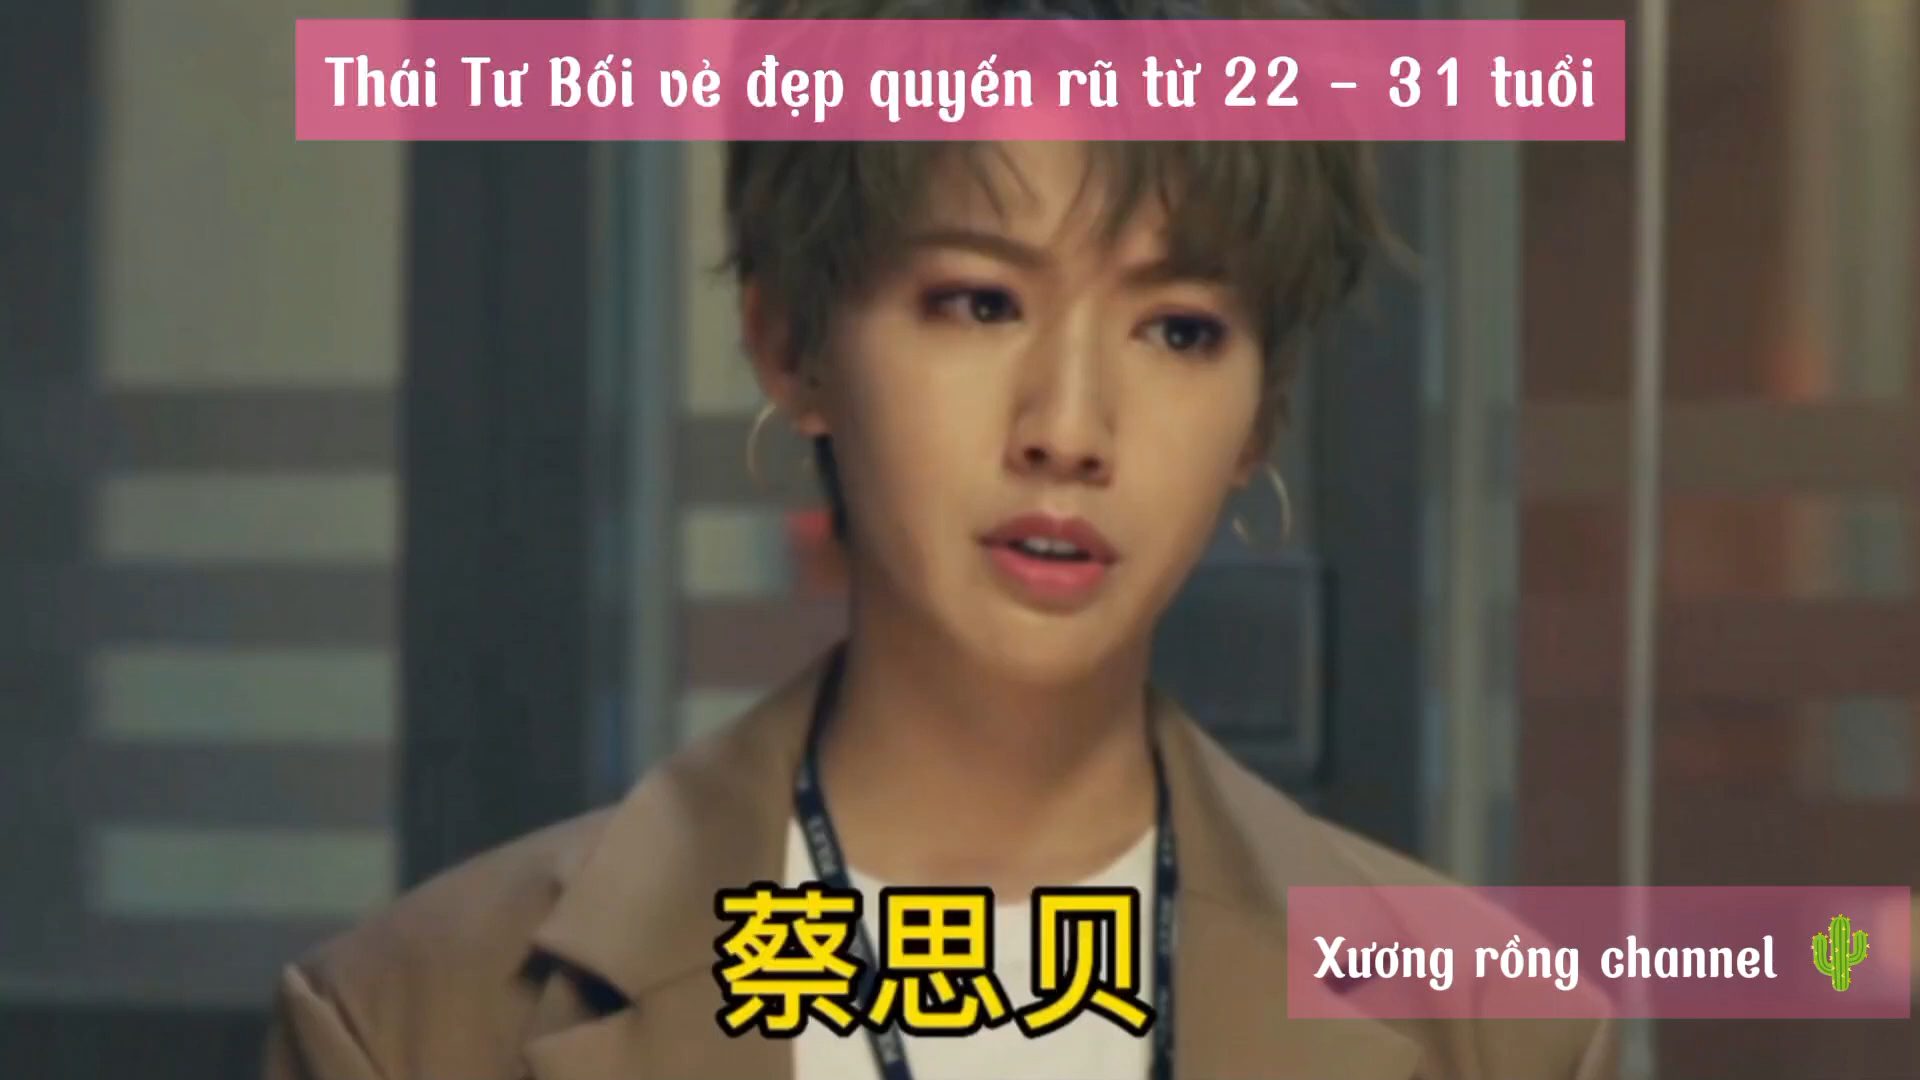 Thái Tư Bối vẻ đẹp quyến rũ từ 22 - 31 tuổi
蔡思贝
Xương rồng channel 🌵